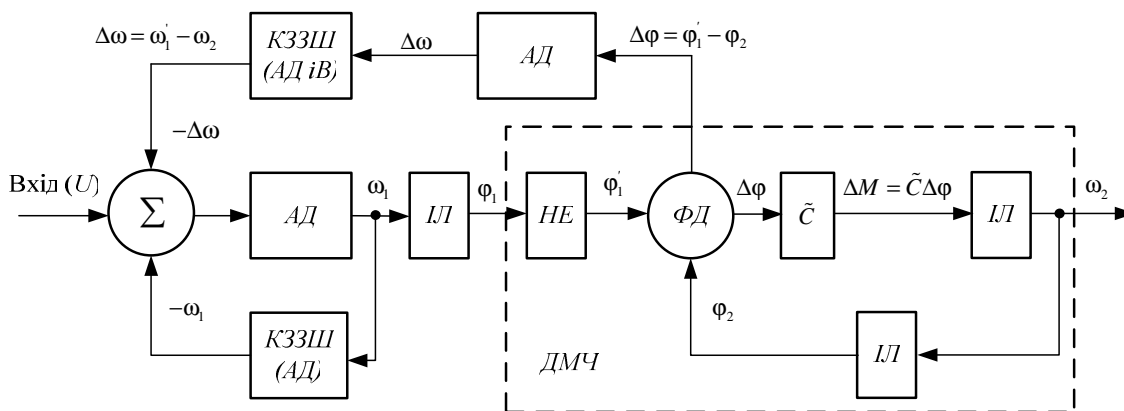 Δω = ω₁′ − ω₂
КЗЗШ
(АД іВ)
Δω
АД
Δφ = φ₁′ − φ₂
−Δω
Вхід (U)
Σ
АД
ω₁
ІЛ
φ₁
НЕ
φ₁′
ФД
Δφ
C̃
ΔM = C̃Δφ
ІЛ
ω₂
−ω₁
КЗЗШ
(АД)
φ₂
ІЛ
ДМЧ